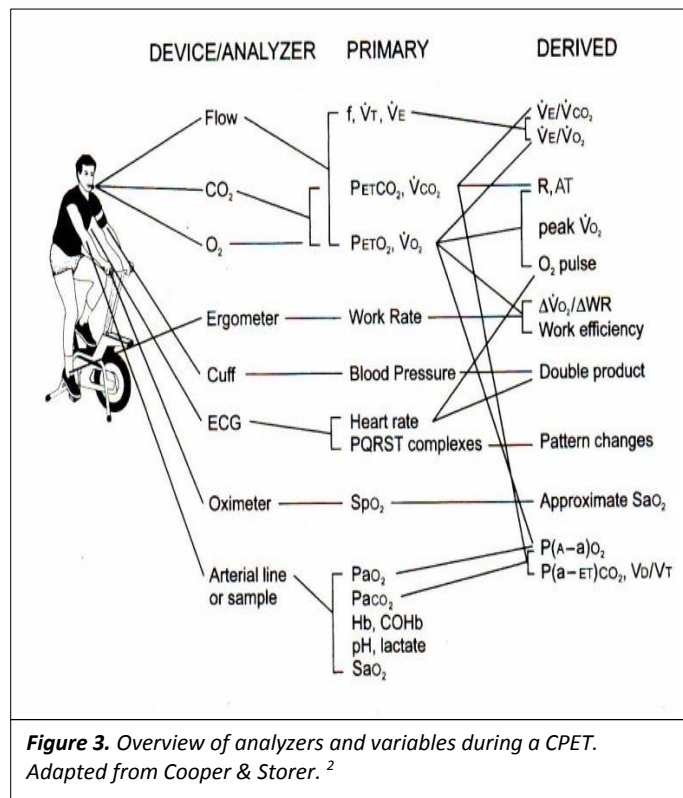 DEVICE/ANALYZER PRIMARY DERIVED
Flow f, V̇T, V̇E V̇E/V̇CO₂
V̇E/V̇O₂
CO₂ PETCO₂, V̇CO₂ R, AT
peak V̇O₂
O₂ PETO₂, V̇O₂
O₂ pulse
Ergometer Work Rate ΔV̇O₂/ΔWR
Work efficiency
Cuff Blood Pressure Double product
ECG Heart rate
PQRST complexes Pattern changes
Oximeter SpO₂ Approximate SaO₂
P(A–a)O₂
Arterial line PaO₂ P(a–ET)CO₂, VD/VT
or sample PaCO₂
Hb, COHb
pH, lactate
SaO₂
Figure 3. Overview of analyzers and variables during a CPET.
Adapted from Cooper & Storer. ²